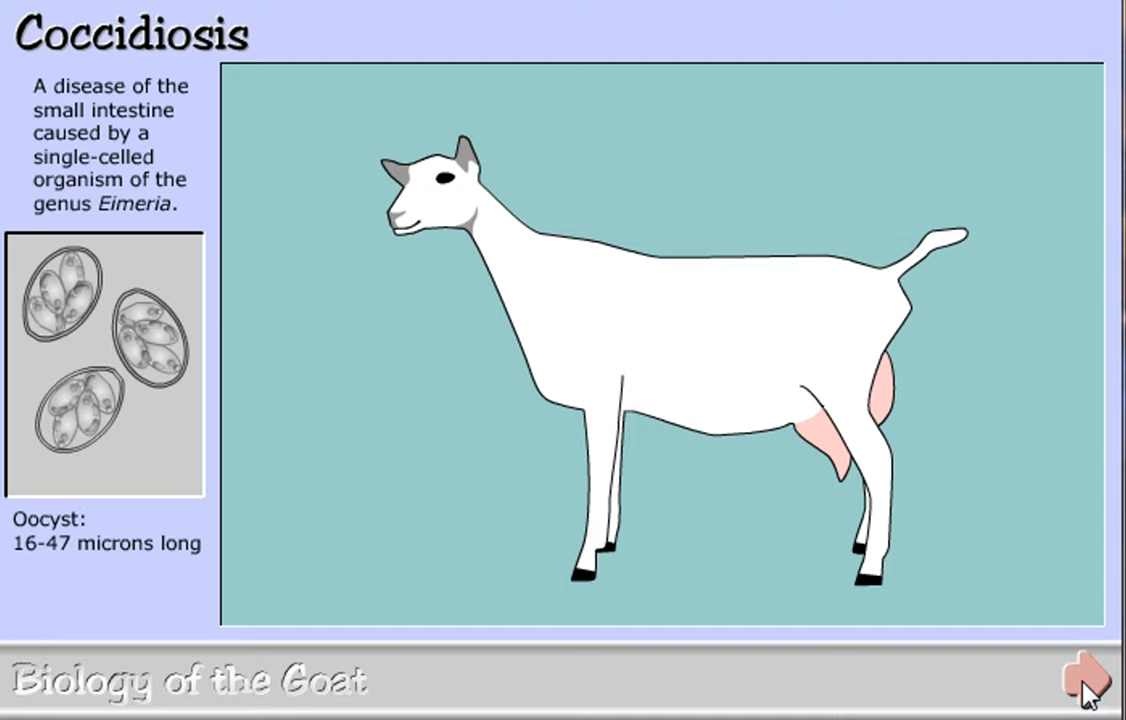 Coccidiosis
A disease of the
small intestine
caused by a
single-celled
organism of the
genus Eimeria.
Oocyst:
16-47 microns long
Biology of the Goat